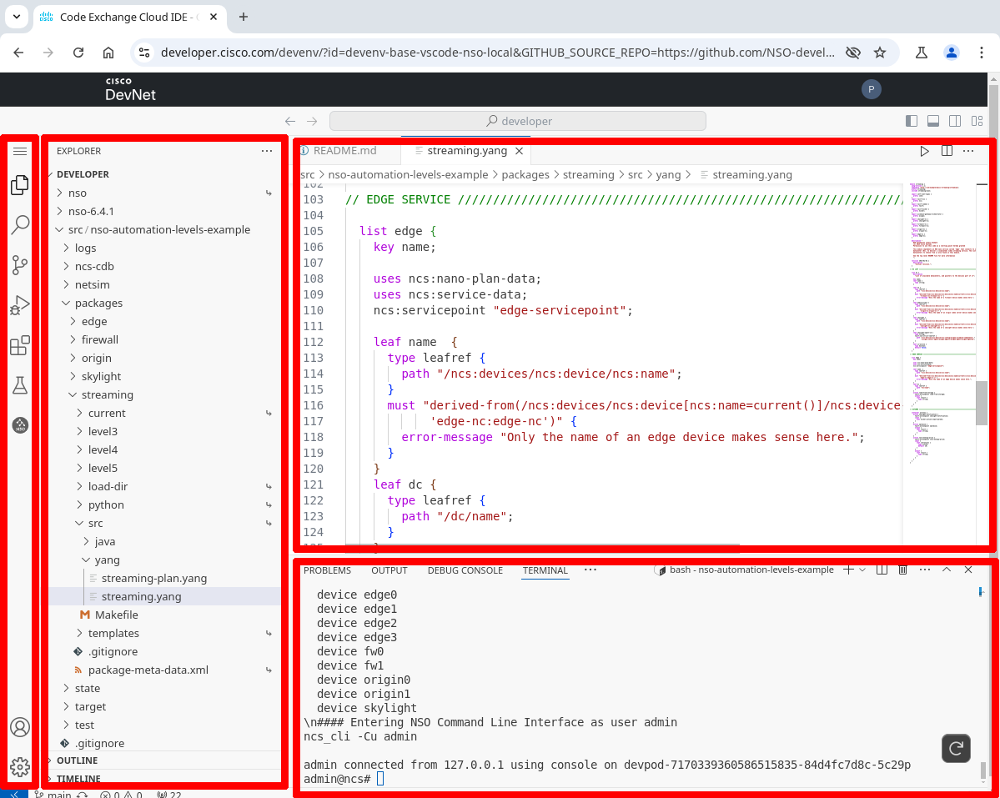 Code Exchange Cloud IDE -
developer.cisco.com/devenv/?id=devenv-base-vscode-nso-local&GITHUB_SOURCE_REPO=https://github.com/NSO-devel...
CISCO
DevNet
P
developer
EXPLORER
DEVELOPER
nso
nso-6.4.1
src/nso-automation-levels-example
logs
ncs-cdb
netsim
packages
edge
firewall
origin
skylight
streaming
current
level3
level4
level5
load-dir
python
src
java
yang
streaming-plan.yang
streaming.yang
Makefile
templates
.gitignore
package-meta-data.xml
state
target
test
.gitignore
OUTLINE
TIMELINE
main 0 0 22
README.md streaming.yang
src > nso-automation-levels-example > packages > streaming > src > yang > streaming.yang
102
103 // EDGE SERVICE ////////////////////////////////////////////////////////////////
104
105 list edge {
106 key name;
107
108 uses ncs:nano-plan-data;
109 uses ncs:service-data;
110 ncs:servicepoint "edge-servicepoint";
111
112 leaf name  {
113 type leafref {
114 path "/ncs:devices/ncs:device/ncs:name";
115 }
116 must "derived-from(/ncs:devices/ncs:device[ncs:name=current()]/ncs:device
117 'edge-nc:edge-nc')" {
118 error-message "Only the name of an edge device makes sense here.";
119 }
120 }
121 leaf dc {
122 type leafref {
123 path "/dc/name";
124 }
PROBLEMS OUTPUT DEBUG CONSOLE TERMINAL ··· bash - nso-automation-levels-example
device edge0
device edge1
device edge2
device edge3
device fw0
device fw1
device origin0
device origin1
device skylight
\n#### Entering NSO Command Line Interface as user admin
ncs_cli -Cu admin
admin connected from 127.0.0.1 using console on devpod-7170339360586515835-84d4fc7d8c-5c29p
admin@ncs#